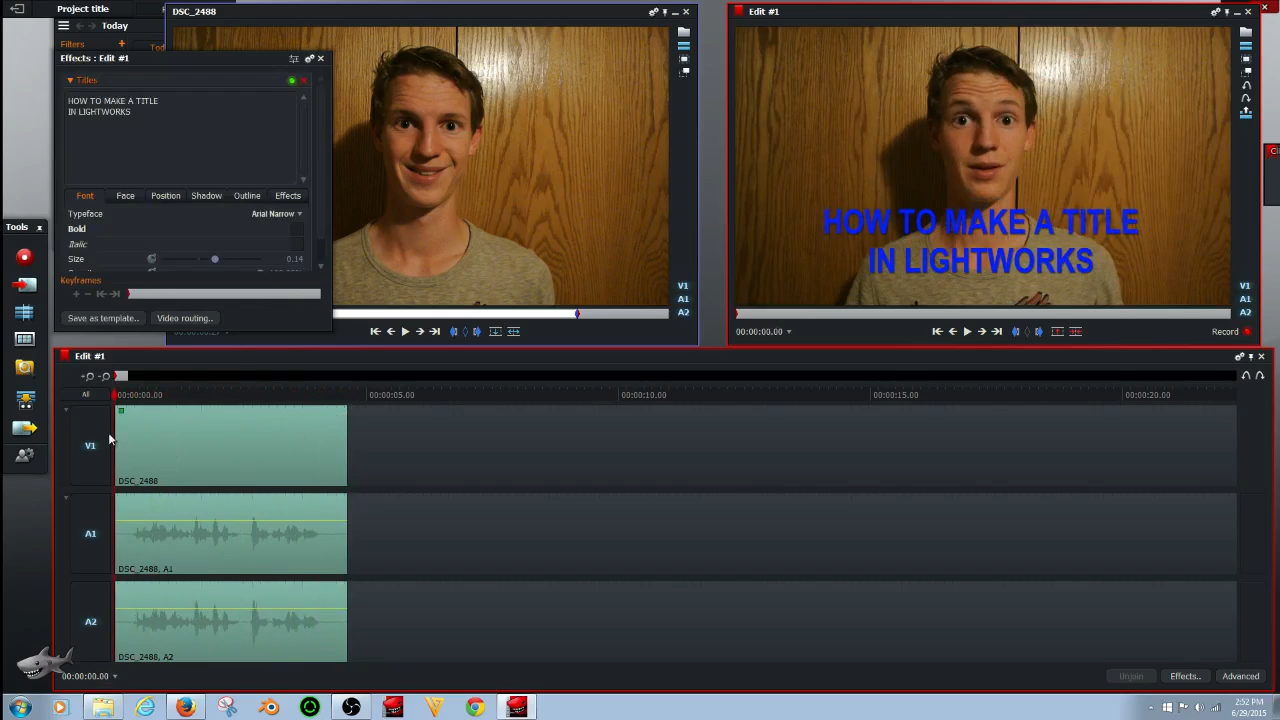 Project title
Today
Filters
Tod
Effects : Edit #1
Titles
HOW TO MAKE A TITLE
IN LIGHTWORKS
Font Face Position Shadow Outline Effects
Typeface Arial Narrow
Bold
Italic
Size 0.14
Keyframes
Save as template.. Video routing..
DSC_2488
V1
A1
A2
Edit #1
HOW TO MAKE A TITLE
IN LIGHTWORKS
V1
A1
A2
00:00:00.00 Record
Tools
Edit #1
All 00:00:00.00 00:00:05.00 00:00:10.00 00:00:15.00 00:00:20.00
V1
DSC_2488
A1
DSC_2488, A1
A2
DSC_2488, A2
00:00:00.00 Unjoin Effects.. Advanced
2:52 PM
6/29/2015